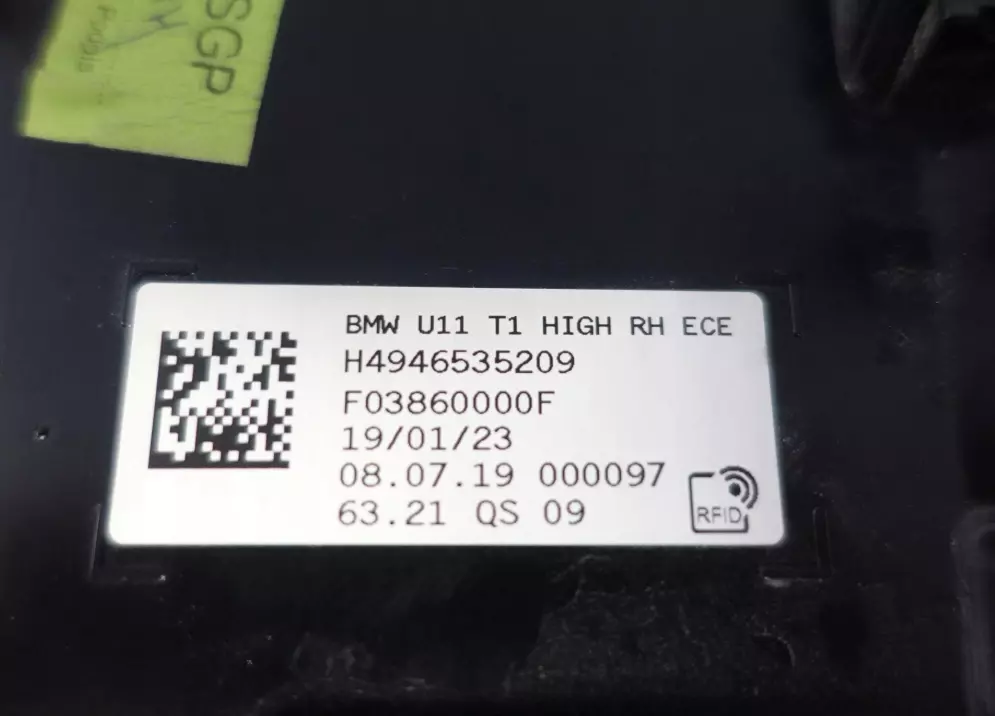 SGP
BMW U11 T1 HIGH RH ECE
H4946535209
F03860000F
19/01/23
08.07.19 000097
63.21 QS 09
RFID